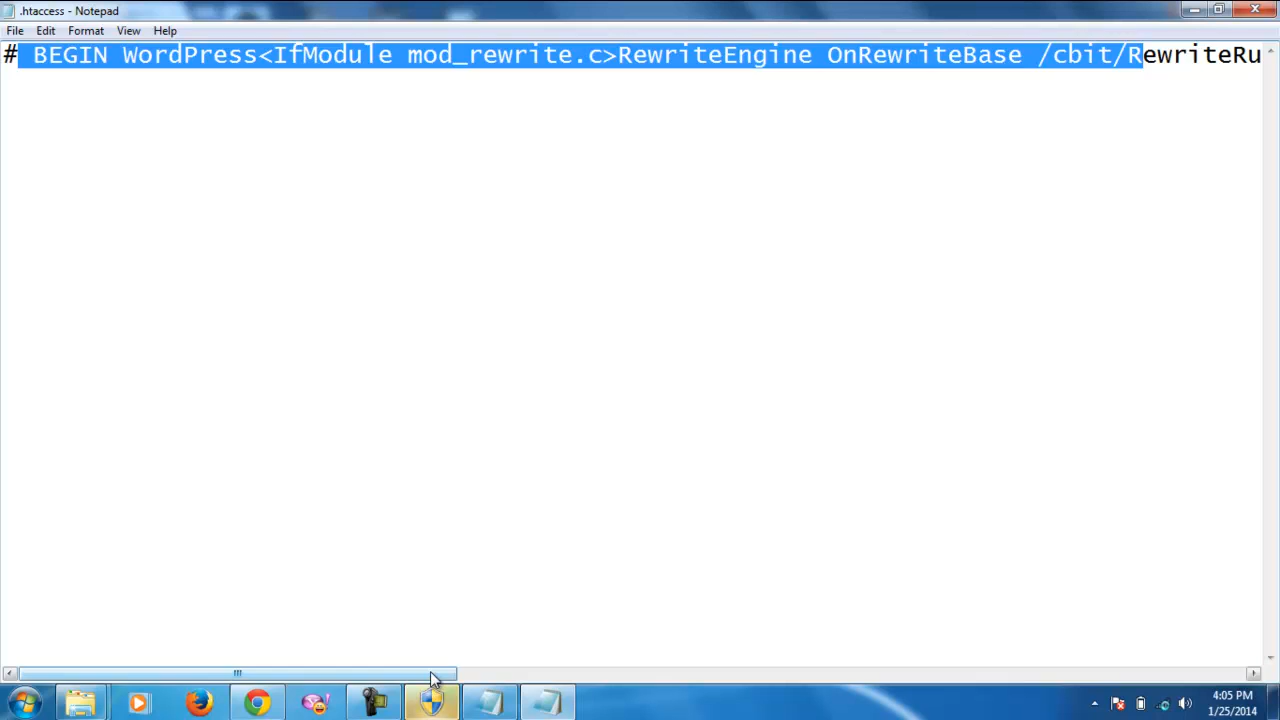 .htaccess - Notepad
File Edit Format View Help
# BEGIN WordPress<IfModule mod_rewrite.c>RewriteEngine OnRewriteBase /cbit/RewriteRu
4:05 PM
1/25/2014